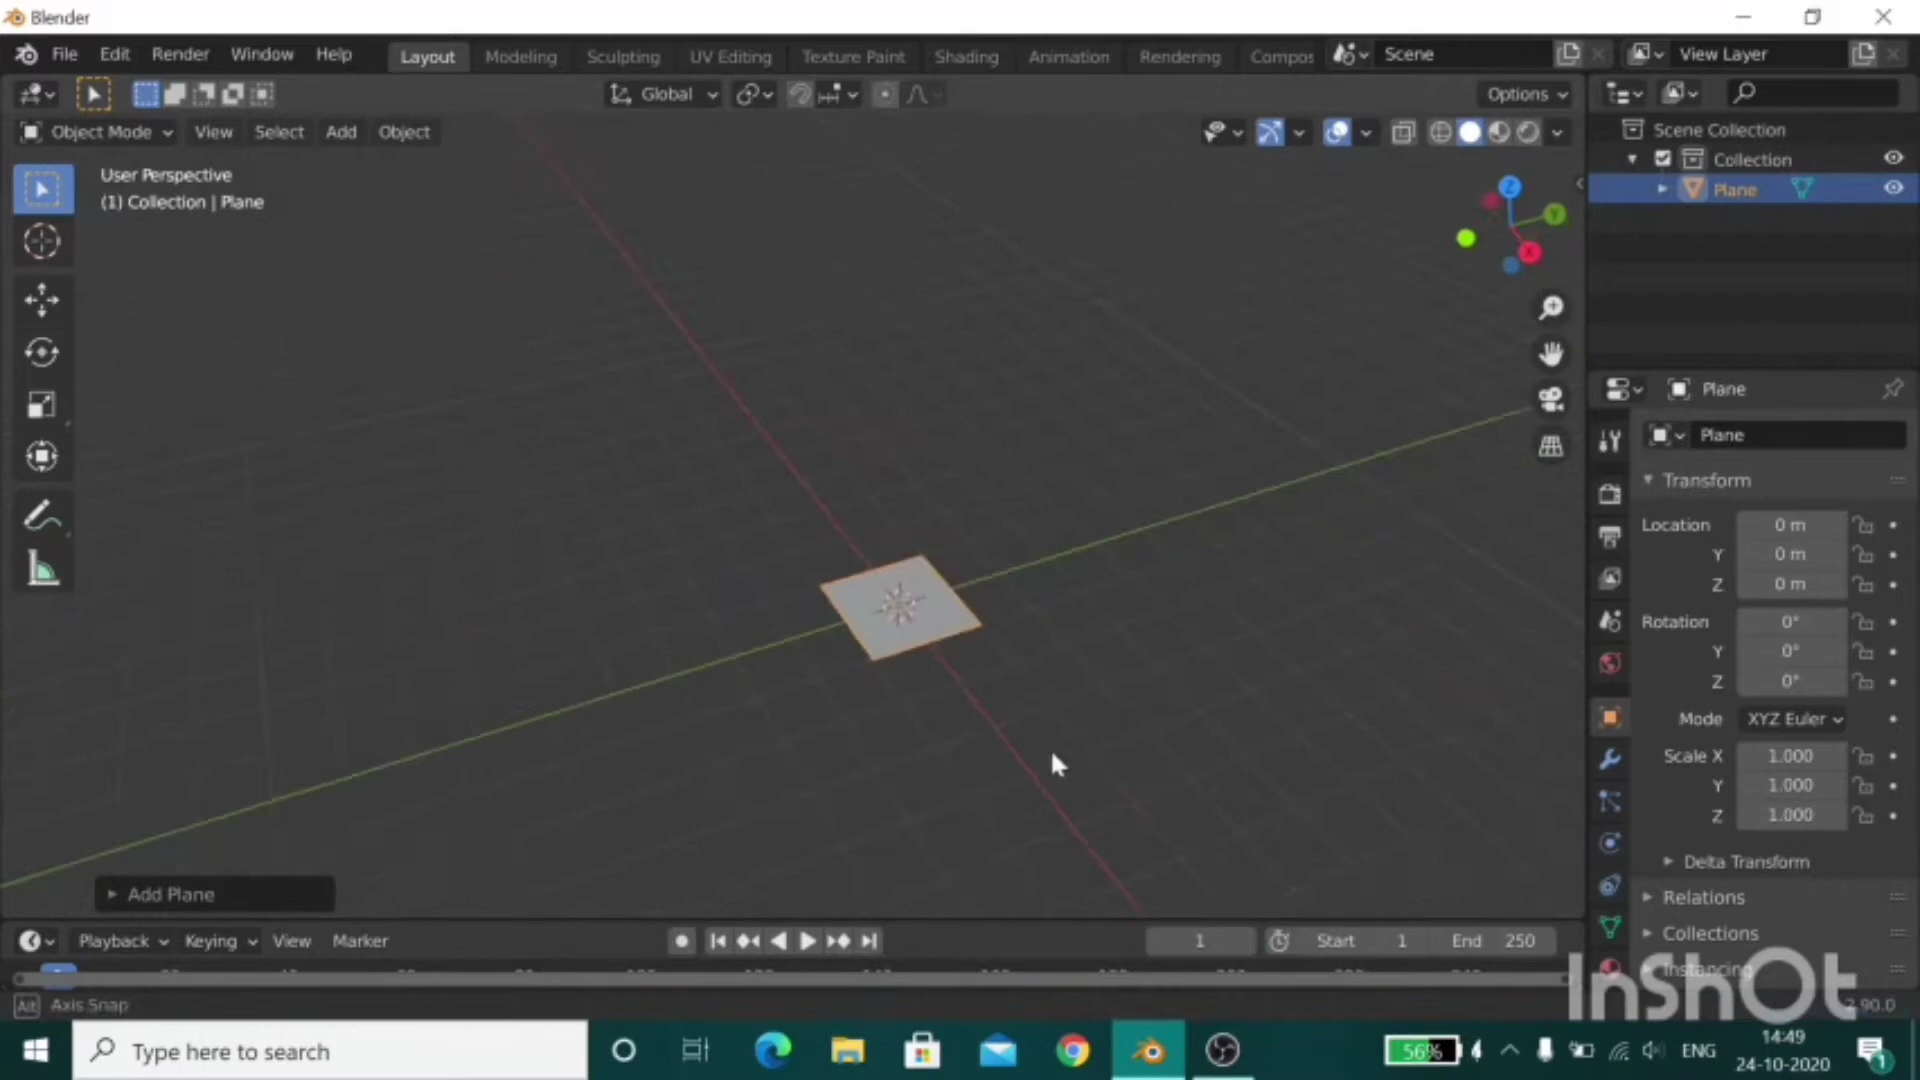 Blender
File Edit Render Window Help Layout Modeling Sculpting UV Editing Texture Paint Shading Animation Rendering Compos Scene View Layer
Global Options
Object Mode View Select Add Object
Scene Collection
Collection
Plane
User Perspective
(1) Collection | Plane
Z
Y
X
Plane
Plane
Transform
Location 0 m
Y 0 m
Z 0 m
Rotation 0°
Y 0°
Z 0°
Mode XYZ Euler
Scale X 1.000
Y 1.000
Z 1.000
Delta Transform
Relations
Collections
Instancing
Add Plane
Playback Keying View Marker 1 Start 1 End 250
Alt Axis Snap
InShOt
2.90.0
Type here to search
56%
ENG
14:49
24-10-2020
1